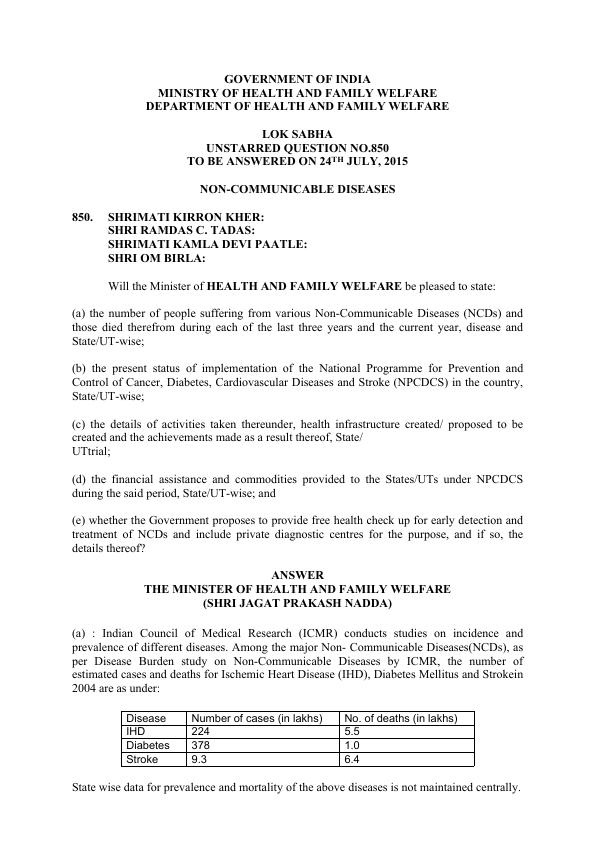 GOVERNMENT OF INDIA
MINISTRY OF HEALTH AND FAMILY WELFARE
DEPARTMENT OF HEALTH AND FAMILY WELFARE
LOK SABHA
UNSTARRED QUESTION NO.850
TO BE ANSWERED ON 24TH JULY, 2015
NON-COMMUNICABLE DISEASES
850. SHRIMATI KIRRON KHER:
SHRI RAMDAS C. TADAS:
SHRIMATI KAMLA DEVI PAATLE:
SHRI OM BIRLA:
Will the Minister of HEALTH AND FAMILY WELFARE be pleased to state:
(a) the number of people suffering from various Non-Communicable Diseases (NCDs) and
those died therefrom during each of the last three years and the current year, disease and
State/UT-wise;
(b) the present status of implementation of the National Programme for Prevention and
Control of Cancer, Diabetes, Cardiovascular Diseases and Stroke (NPCDCS) in the country,
State/UT-wise;
(c) the details of activities taken thereunder, health infrastructure created/ proposed to be
created and the achievements made as a result thereof, State/
UTtrial;
(d) the financial assistance and commodities provided to the States/UTs under NPCDCS
during the said period, State/UT-wise; and
(e) whether the Government proposes to provide free health check up for early detection and
treatment of NCDs and include private diagnostic centres for the purpose, and if so, the
details thereof?
ANSWER
THE MINISTER OF HEALTH AND FAMILY WELFARE
(SHRI JAGAT PRAKASH NADDA)
(a) : Indian Council of Medical Research (ICMR) conducts studies on incidence and
prevalence of different diseases. Among the major Non- Communicable Diseases(NCDs), as
per Disease Burden study on Non-Communicable Diseases by ICMR, the number of
estimated cases and deaths for Ischemic Heart Disease (IHD), Diabetes Mellitus and Strokein
2004 are as under:
Disease Number of cases (in lakhs) No. of deaths (in lakhs)
IHD 224 5.5
Diabetes 378 1.0
Stroke 9.3 6.4
State wise data for prevalence and mortality of the above diseases is not maintained centrally.